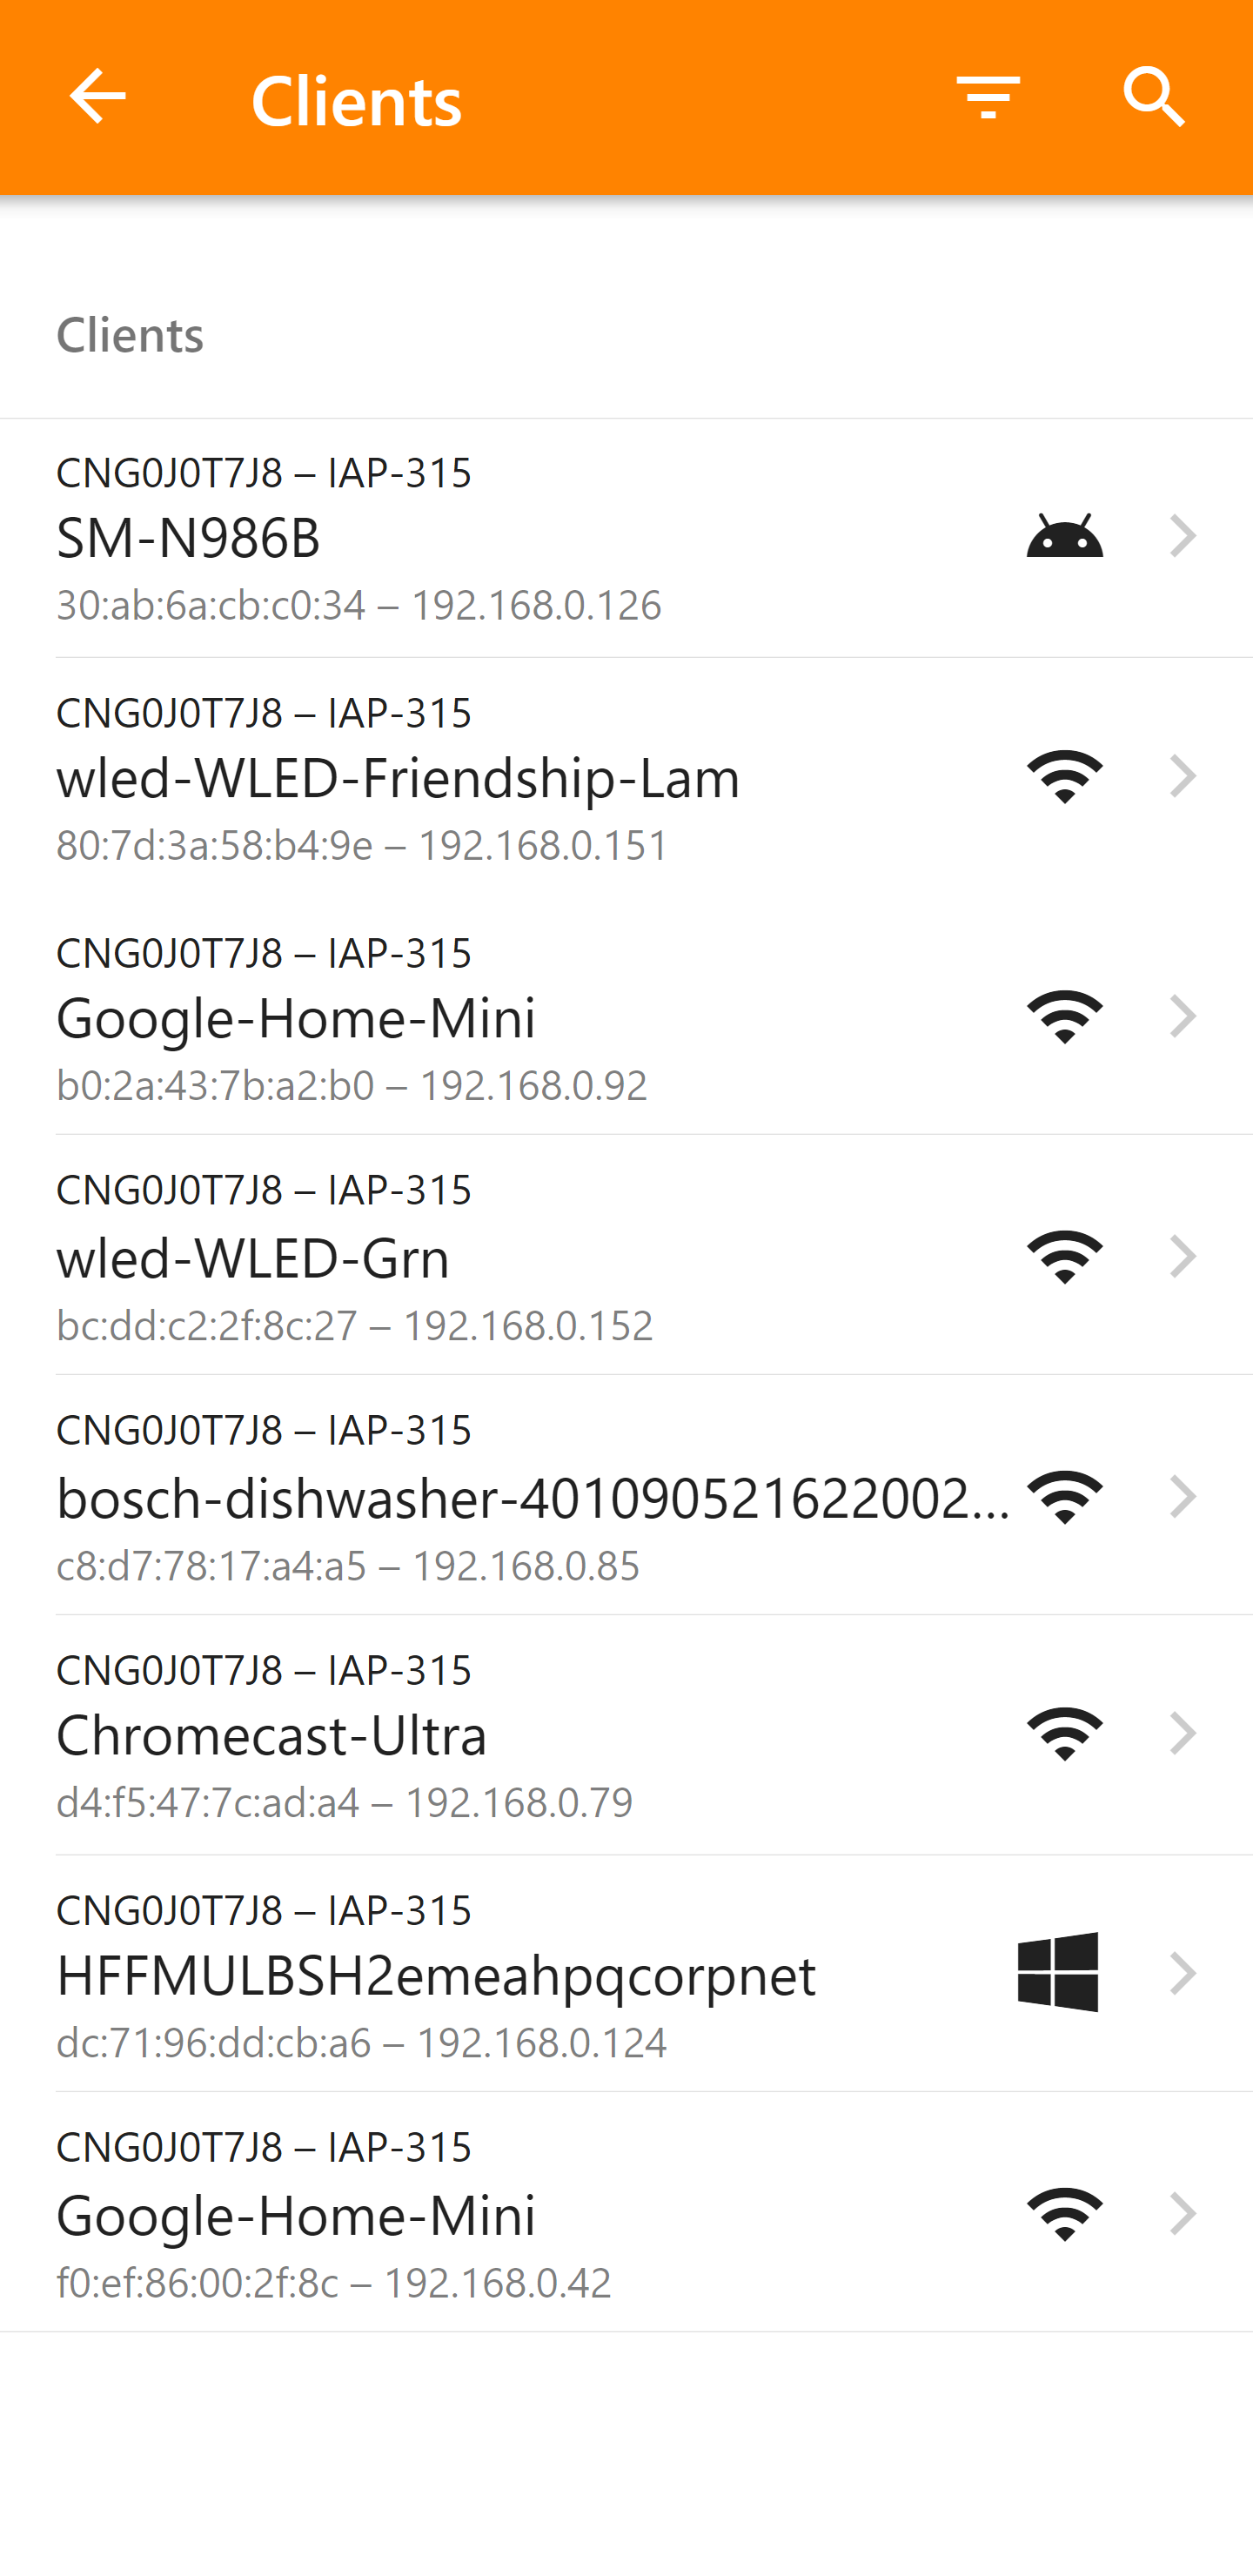 Clients
Clients
CNG0J0T7J8 – IAP-315
SM-N986B
30:ab:6a:cb:c0:34 – 192.168.0.126
CNG0J0T7J8 – IAP-315
wled-WLED-Friendship-Lam
80:7d:3a:58:b4:9e – 192.168.0.151
CNG0J0T7J8 – IAP-315
Google-Home-Mini
b0:2a:43:7b:a2:b0 – 192.168.0.92
CNG0J0T7J8 – IAP-315
wled-WLED-Grn
bc:dd:c2:2f:8c:27 – 192.168.0.152
CNG0J0T7J8 – IAP-315
bosch-dishwasher-401090521622002...
c8:d7:78:17:a4:a5 – 192.168.0.85
CNG0J0T7J8 – IAP-315
Chromecast-Ultra
d4:f5:47:7c:ad:a4 – 192.168.0.79
CNG0J0T7J8 – IAP-315
HFFMULBSH2emeahpqcorpnet
dc:71:96:dd:cb:a6 – 192.168.0.124
CNG0J0T7J8 – IAP-315
Google-Home-Mini
f0:ef:86:00:2f:8c – 192.168.0.42